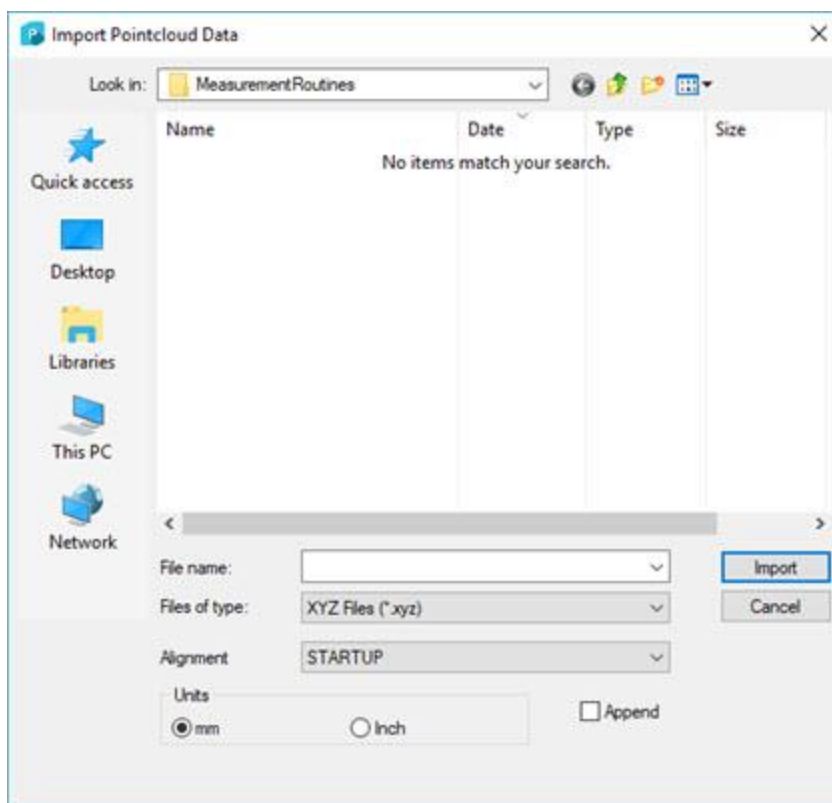 Import Pointcloud Data
Look in: MeasurementRoutines
Name Date Type Size
No items match your search.
Quick access
Desktop
Libraries
This PC
Network
File name: Import
Files of type: XYZ Files (*.xyz) Cancel
Alignment STARTUP
Units
mm Inch Append